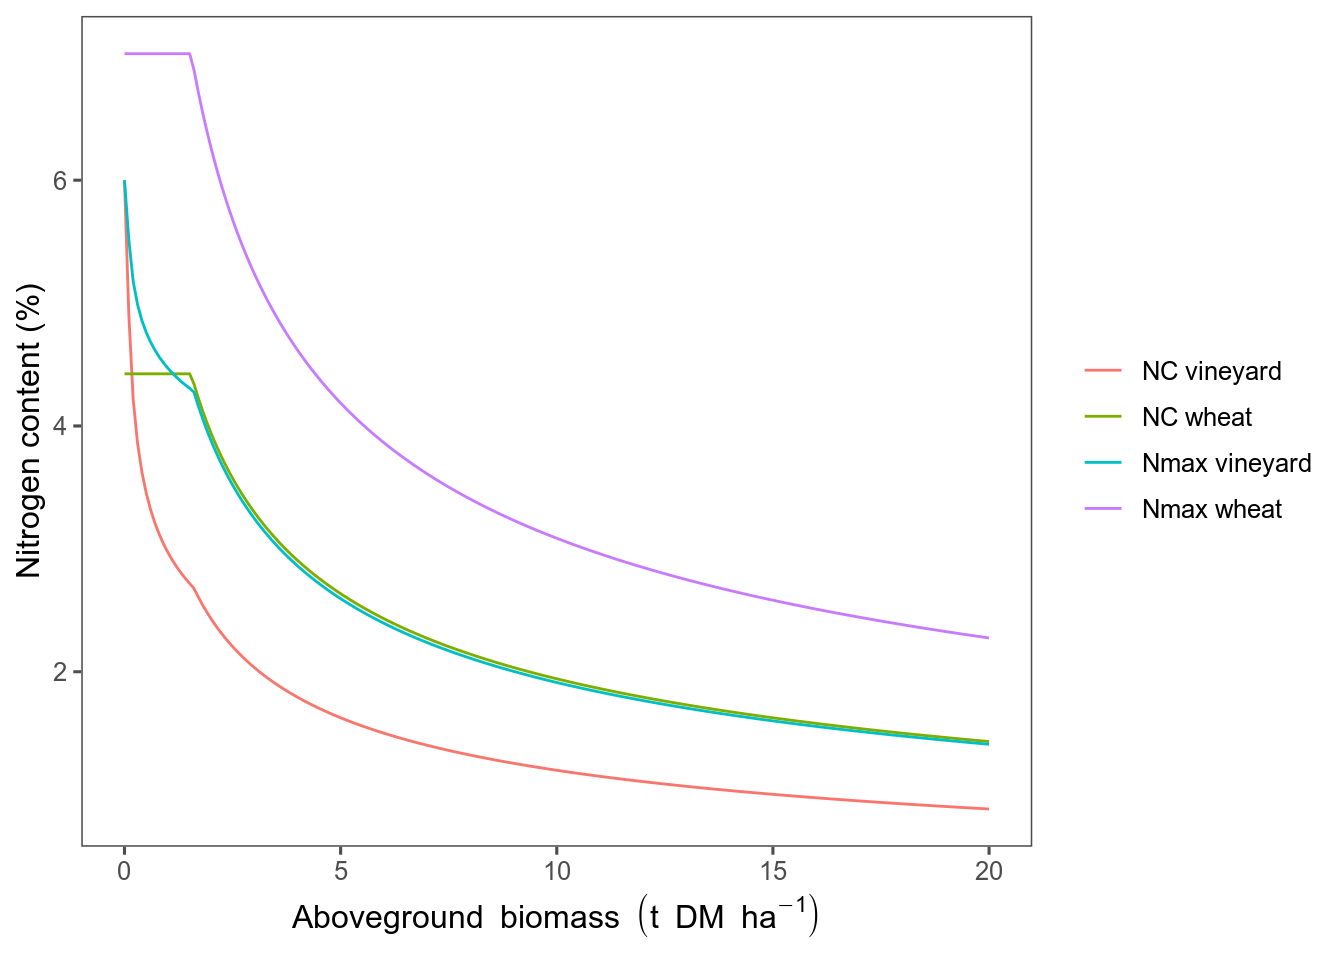 Nitrogen content (%)
6
4
2
0 5 10 15 20
Aboveground biomass (t DM ha⁻¹)
NC vineyard
NC wheat
Nmax vineyard
Nmax wheat